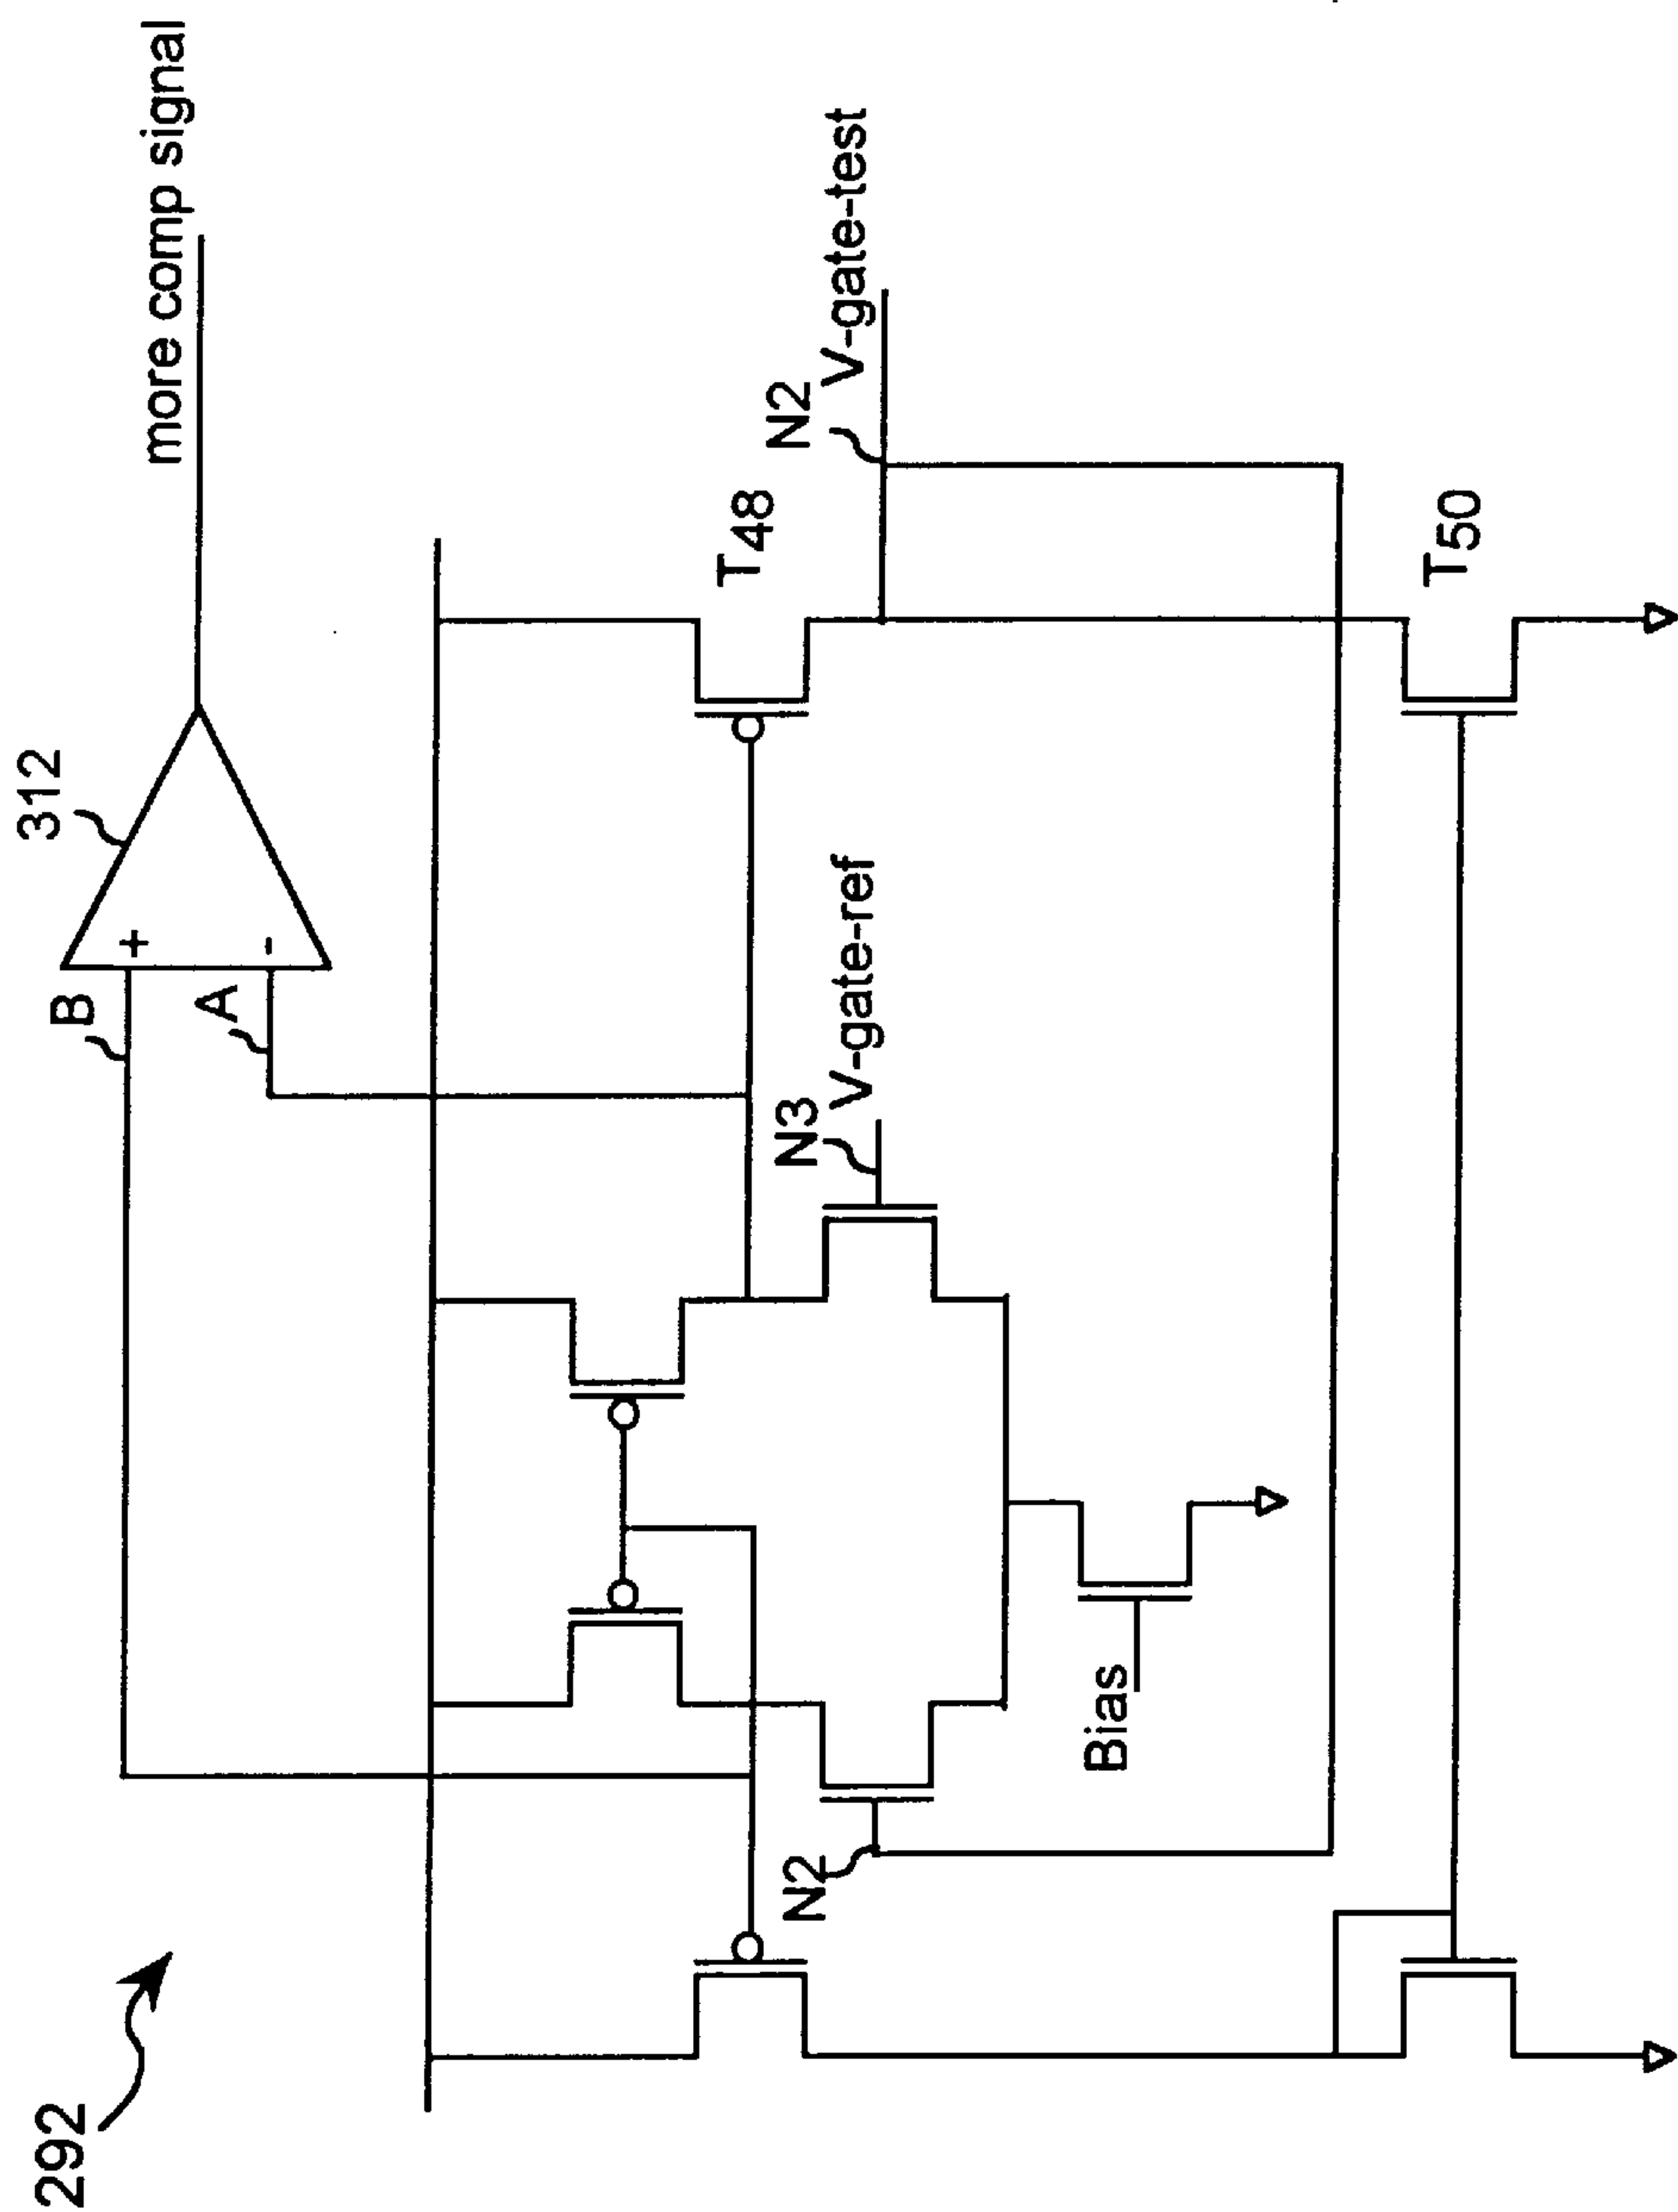 292
312
B
+
A
-
more comp signal
T48
N2
V-gate-test
N3
V-gate-ref
N2
Bias
T50